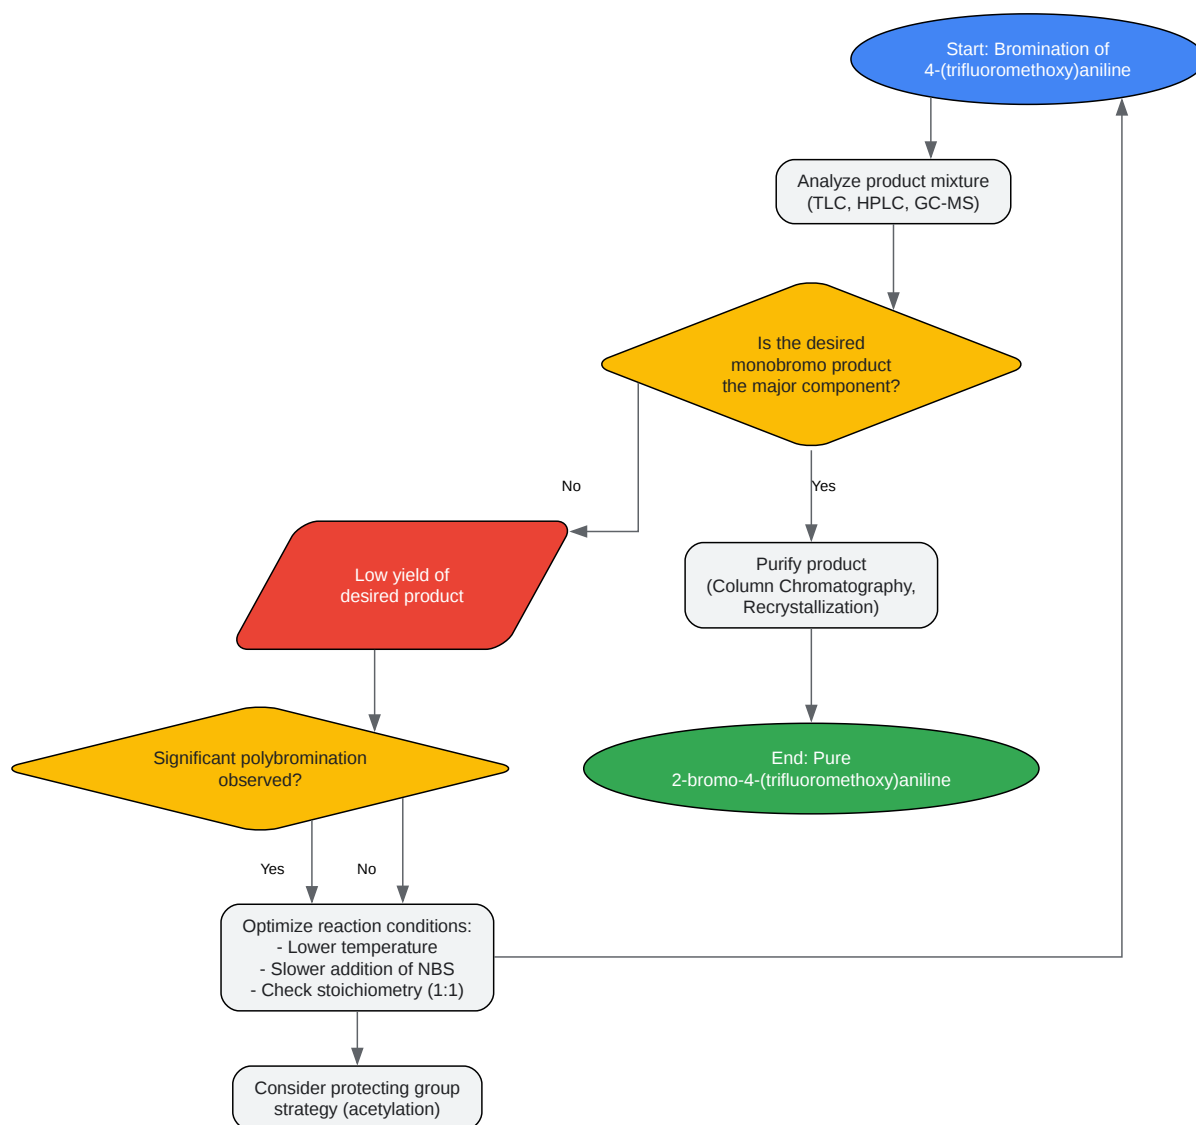 Start: Bromination of
4-(trifluoromethoxy)aniline
Analyze product mixture
(TLC, HPLC, GC-MS)
Is the desired
monobromo product
the major component?
No
Yes
Low yield of
desired product
Purify product
(Column Chromatography,
Recrystallization)
Significant polybromination
observed?
End: Pure
2-bromo-4-(trifluoromethoxy)aniline
Yes
No
Optimize reaction conditions:
- Lower temperature
- Slower addition of NBS
- Check stoichiometry (1:1)
Consider protecting group
strategy (acetylation)